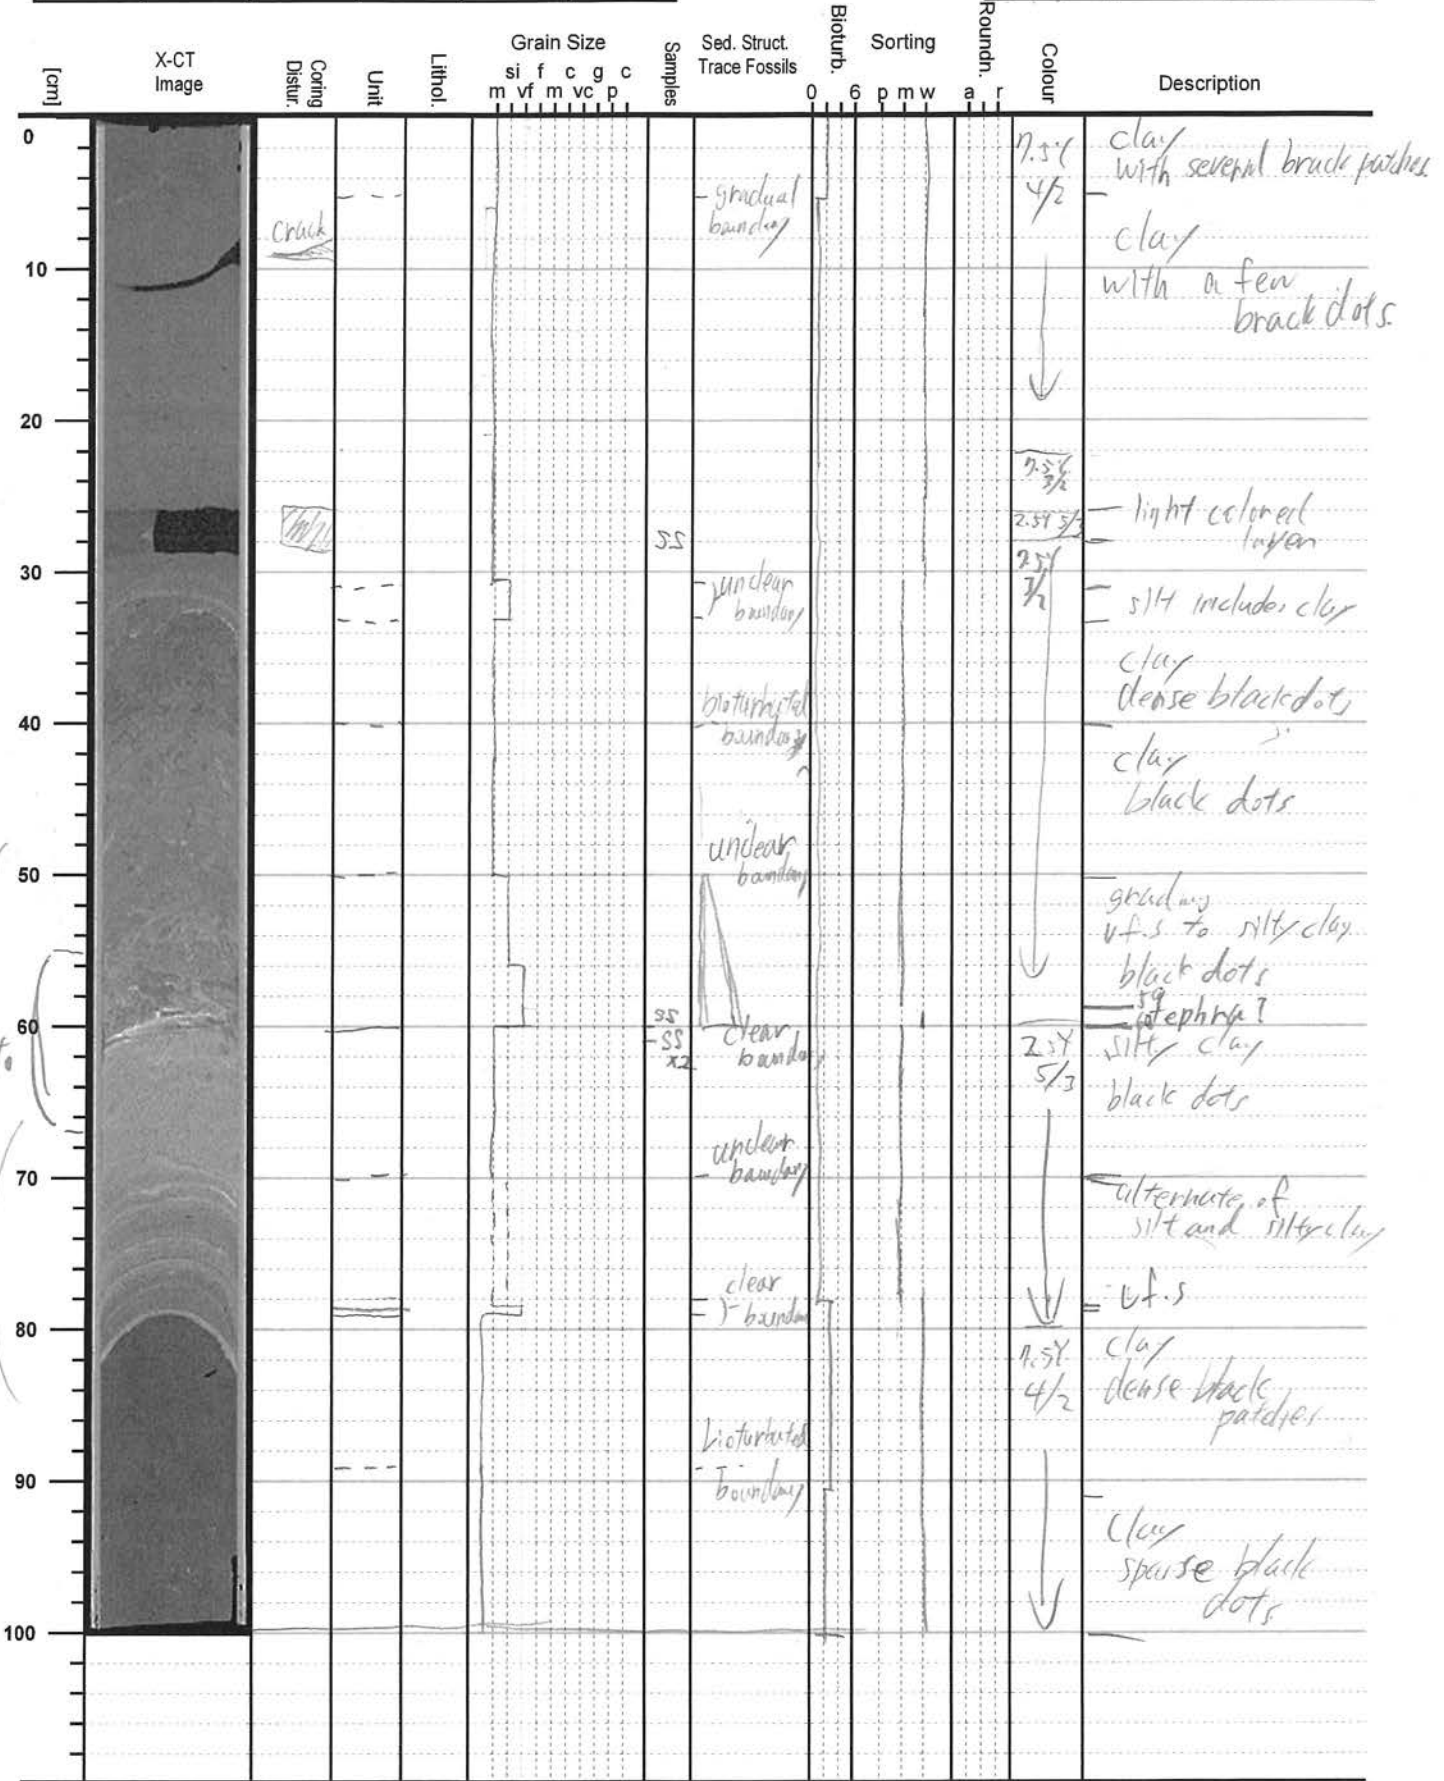 [cm]
X-CT
Image
Coring
Distur.
Unit
Lithol.
Grain Size
si f c g c
m vf m vc p
Samples
Sed. Struct.
Trace Fossils
Bioturb.
0 6
Sorting
p m w
Roundn.
a r
Colour
Description
0
10
20
30
40
50
60
70
80
90
100
crack
SS
SS
-SS
x2
gradual
boundary
unclear
boundary
bioturbated
boundary
unclear
boundary
clear
boundary
unclear
boundary
clear
boundary
bioturbated
boundary
7.5Y
4/2
7.5Y
3/2
2.5Y 5/3
7.5Y
3/2
2.5Y
5/3
7.5Y
4/2
clay
with several brack patches
clay
with a few
brack dots.
light colored
layer
silt includes clay
clay
dense black dots
clay
black dots
grading
v.f.s to silty clay
black dots
59
60 tephra?
silty clay
black dots
alternate of
silt and silty clay
v.f.s
clay
dense black
patches
clay
sparse black
dots